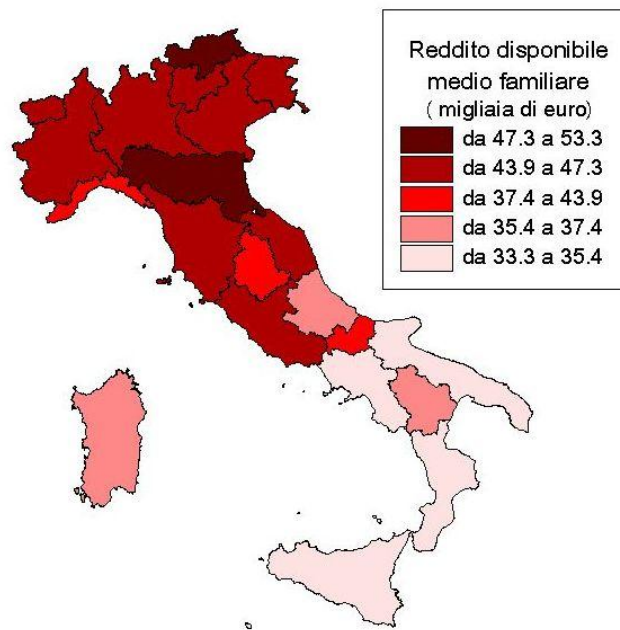 Reddito disponibile
medio familiare
( migliaia di euro)
da 47.3 a 53.3
da 43.9 a 47.3
da 37.4 a 43.9
da 35.4 a 37.4
da 33.3 a 35.4